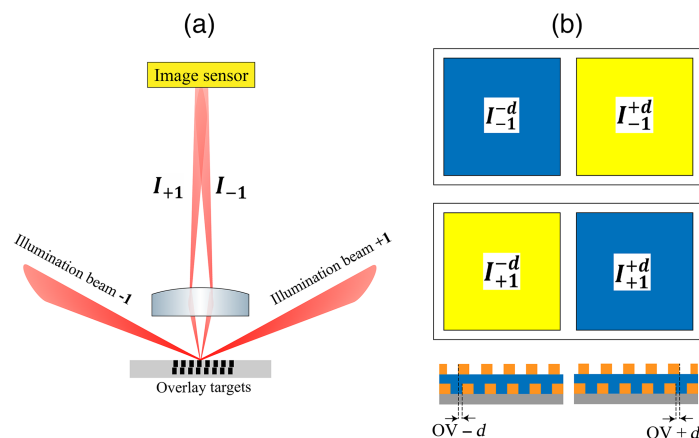 (a)
Image sensor
I+1
I-1
Illumination beam -1
Illumination beam +1
Overlay targets
(b)
I-1^-d
I-1^+d
I+1^-d
I+1^+d
OV – d
OV + d